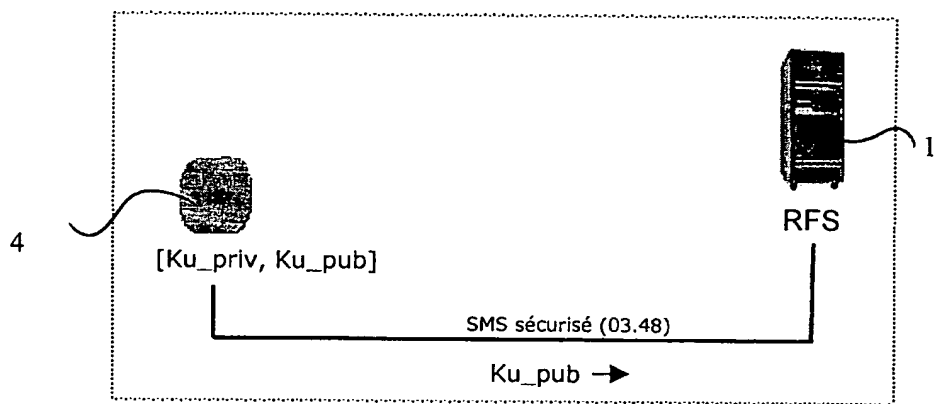 1
RFS
4
[Ku_priv, Ku_pub]
SMS sécurisé (03.48)
Ku_pub →